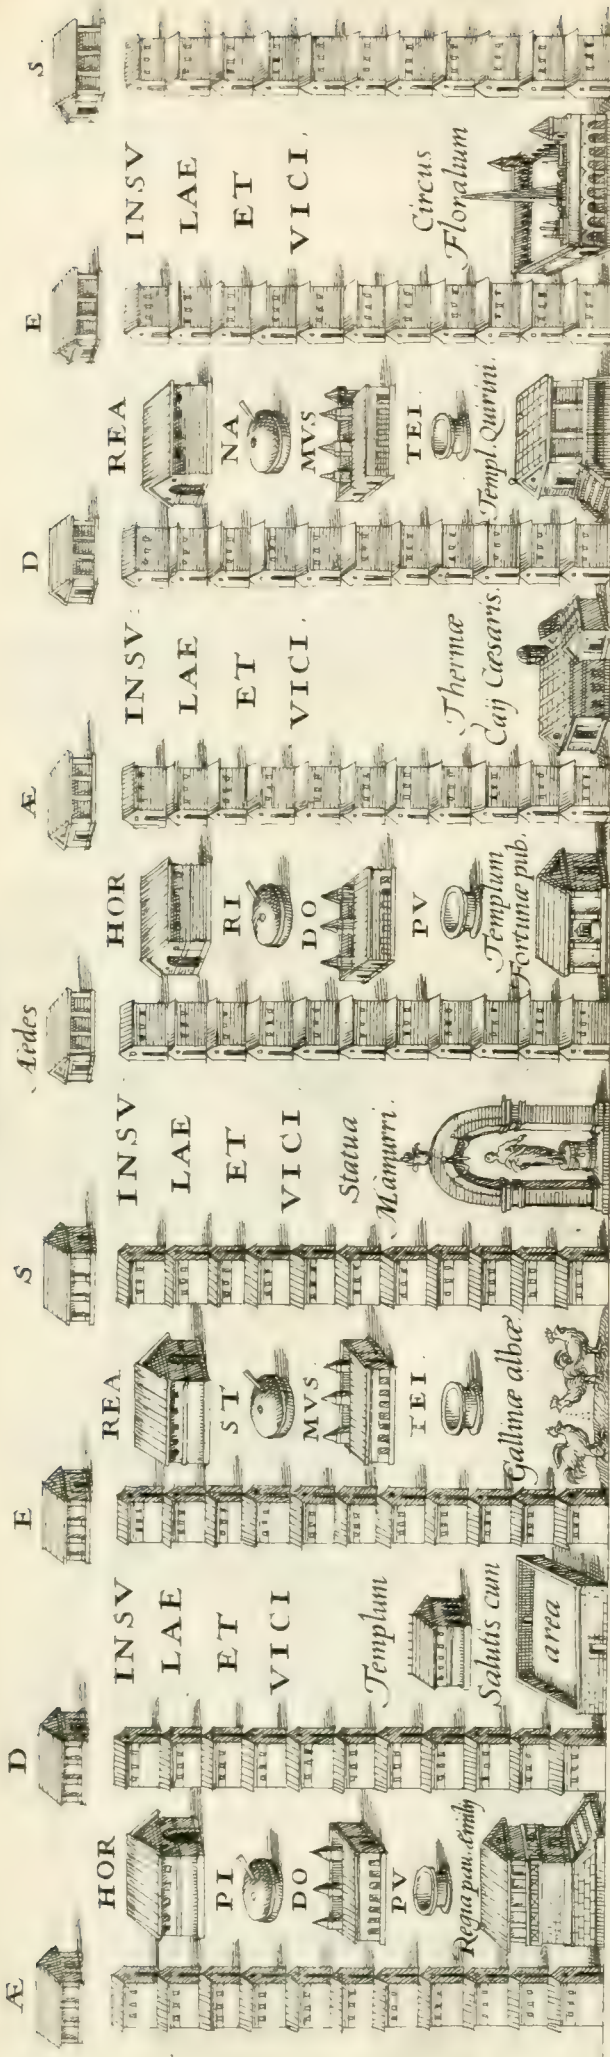 Æ D E S Aedes Æ D E S
HOR INSV REA INSV HOR INSV: REA INSV
PI LAE ST LAE RI LAE NA LAE
DO ET MVS ET DO ET MVS ET
PV VICI TEI VICI PV VICI. TEI VICI.
Regia pau. Æmily
Templum
Salutis cum
area
Gallinæ albæ
Statua
Mamurri.
Templum
Fortunæ pub.
Thermæ
Caij Cæsaris.
Templ. Quirini.
Circus
Floralium